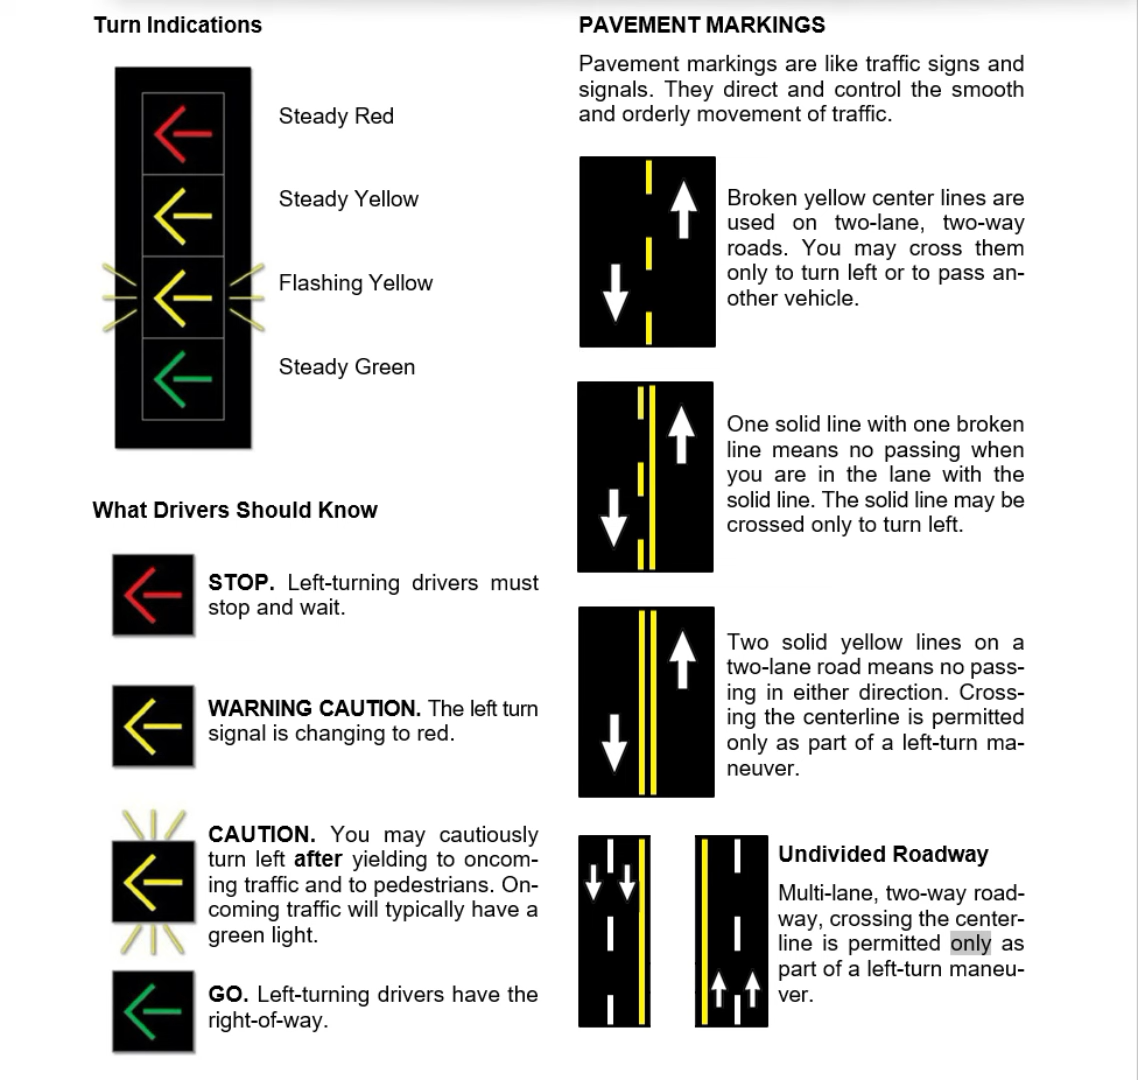 Turn Indications
Steady Red
Steady Yellow
Flashing Yellow
Steady Green
What Drivers Should Know
STOP. Left-turning drivers must
stop and wait.
WARNING CAUTION. The left turn
signal is changing to red.
CAUTION. You may cautiously
turn left after yielding to oncom-
ing traffic and to pedestrians. On-
coming traffic will typically have a
green light.
GO. Left-turning drivers have the
right-of-way.
PAVEMENT MARKINGS
Pavement markings are like traffic signs and
signals. They direct and control the smooth
and orderly movement of traffic.
Broken yellow center lines are
used on two-lane, two-way
roads. You may cross them
only to turn left or to pass an-
other vehicle.
One solid line with one broken
line means no passing when
you are in the lane with the
solid line. The solid line may be
crossed only to turn left.
Two solid yellow lines on a
two-lane road means no pass-
ing in either direction. Cross-
ing the centerline is permitted
only as part of a left-turn ma-
neuver.
Undivided Roadway
Multi-lane, two-way road-
way, crossing the center-
line is permitted only as
part of a left-turn maneu-
ver.